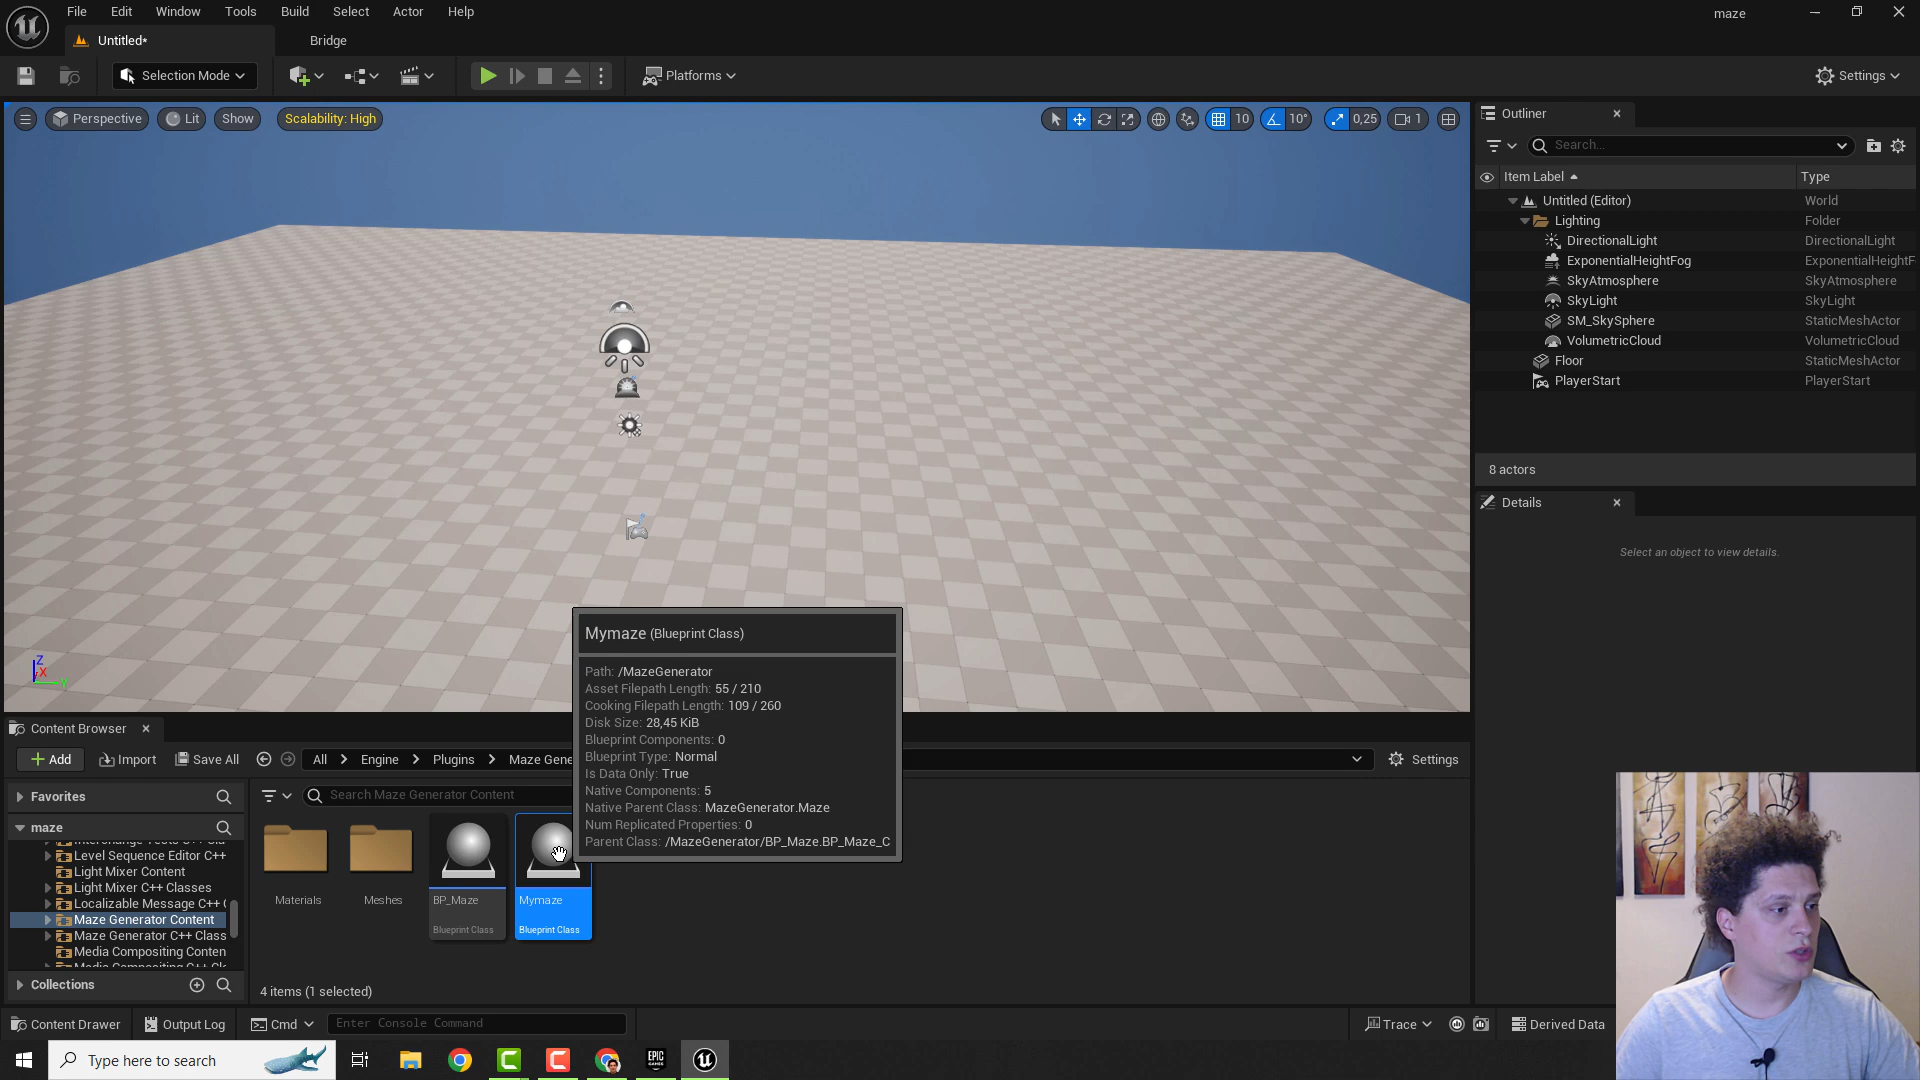 File Edit Window Tools Build Select Actor Help
maze
Untitled*
Bridge
Selection Mode
Platforms
Settings
Perspective
Lit
Show
Scalability: High
10
10°
0,25
1
Outliner
Search...
Item Label
Type
Untitled (Editor)
World
Lighting
Folder
DirectionalLight
DirectionalLight
ExponentialHeightFog
ExponentialHeightF
SkyAtmosphere
SkyAtmosphere
SkyLight
SkyLight
SM_SkySphere
StaticMeshActor
VolumetricCloud
VolumetricCloud
Floor
StaticMeshActor
PlayerStart
PlayerStart
8 actors
Details
Select an object to view details.
Z
X
Y
Mymaze (Blueprint Class)
Path: /MazeGenerator
Asset Filepath Length: 55 / 210
Cooking Filepath Length: 109 / 260
Disk Size: 28,45 KiB
Blueprint Components: 0
Blueprint Type: Normal
Is Data Only: True
Native Components: 5
Native Parent Class: MazeGenerator.Maze
Num Replicated Properties: 0
Parent Class: /MazeGenerator/BP_Maze.BP_Maze_C
Content Browser
Add
Import
Save All
All
Engine
Plugins
Maze Gene
Settings
Favorites
Search Maze Generator Content
maze
Level Sequence Editor C++
Light Mixer Content
Light Mixer C++ Classes
Localizable Message C++ (
Maze Generator Content
Maze Generator C++ Class
Media Compositing Conten
Collections
Materials
Meshes
BP_Maze
Blueprint Class
Mymaze
Blueprint Class
4 items (1 selected)
Content Drawer
Output Log
Cmd
Enter Console Command
Trace
Derived Data
Type here to search
EPIC
GAMES